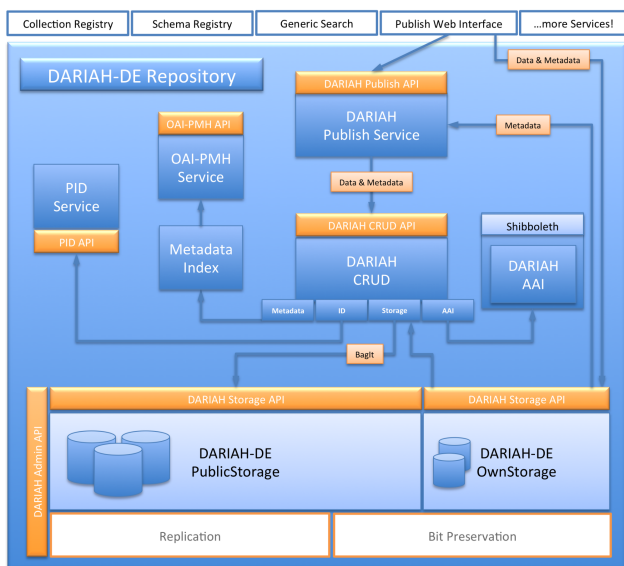 Collection Registry
Schema Registry
Generic Search
Publish Web Interface
...more Services!
Data & Metadata
DARIAH-DE Repository
DARIAH Publish API
DARIAH
Publish Service
OAI-PMH API
OAI-PMH
Service
Metadata
PID
Service
PID API
Data & Metadata
DARIAH CRUD API
DARIAH
CRUD
Metadata
Index
Shibboleth
DARIAH
AAI
Metadata
ID
Storage
AAI
BagIt
DARIAH Admin API
DARIAH Storage API
DARIAH Storage API
DARIAH-DE
PublicStorage
DARIAH-DE
OwnStorage
Replication
Bit Preservation